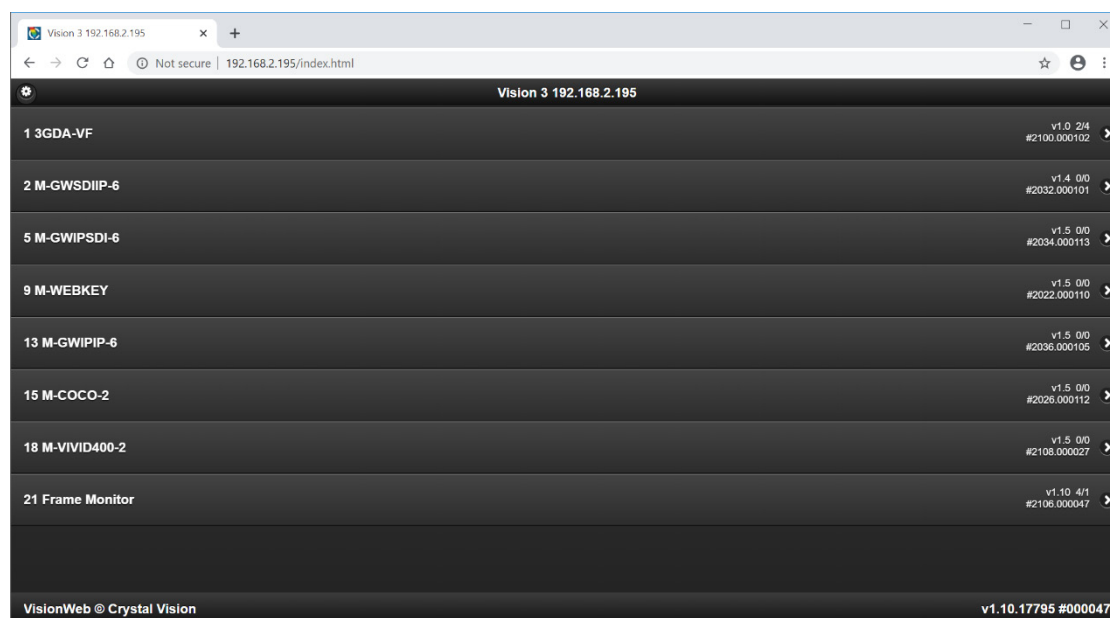 Vision 3 192.168.2.195
Not secure | 192.168.2.195/index.html
Vision 3 192.168.2.195
1 3GDA-VF
v1.0 2/4
#2100.000102
2 M-GWSDIIP-6
v1.4 0/0
#2032.000101
5 M-GWIPSDI-6
v1.5 0/0
#2034.000113
9 M-WEBKEY
v1.5 0/0
#2022.000110
13 M-GWIPIP-6
v1.5 0/0
#2036.000105
15 M-COCO-2
v1.5 0/0
#2026.000112
18 M-VIVID400-2
v1.5 0/0
#2108.000027
21 Frame Monitor
v1.10 4/1
#2106.000047
VisionWeb © Crystal Vision v1.10.17795 #000047